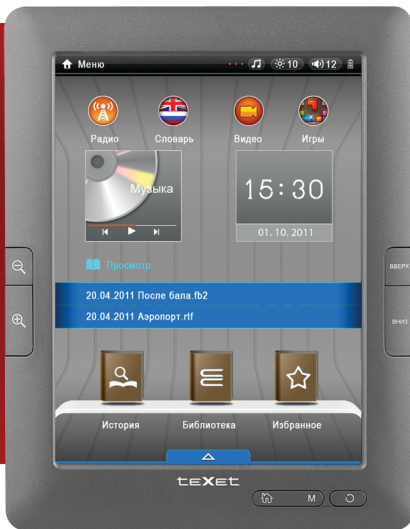 Меню
10
12
Радио
Словарь
Видео
Игры
Музыка
15:30
01.10.2011
Просмотр
20.04.2011 После бала.fb2
20.04.2011 Аэропорт.rtf
История
Библиотека
Избранное
teXet
M
ВВЕРХ
ВНИЗ